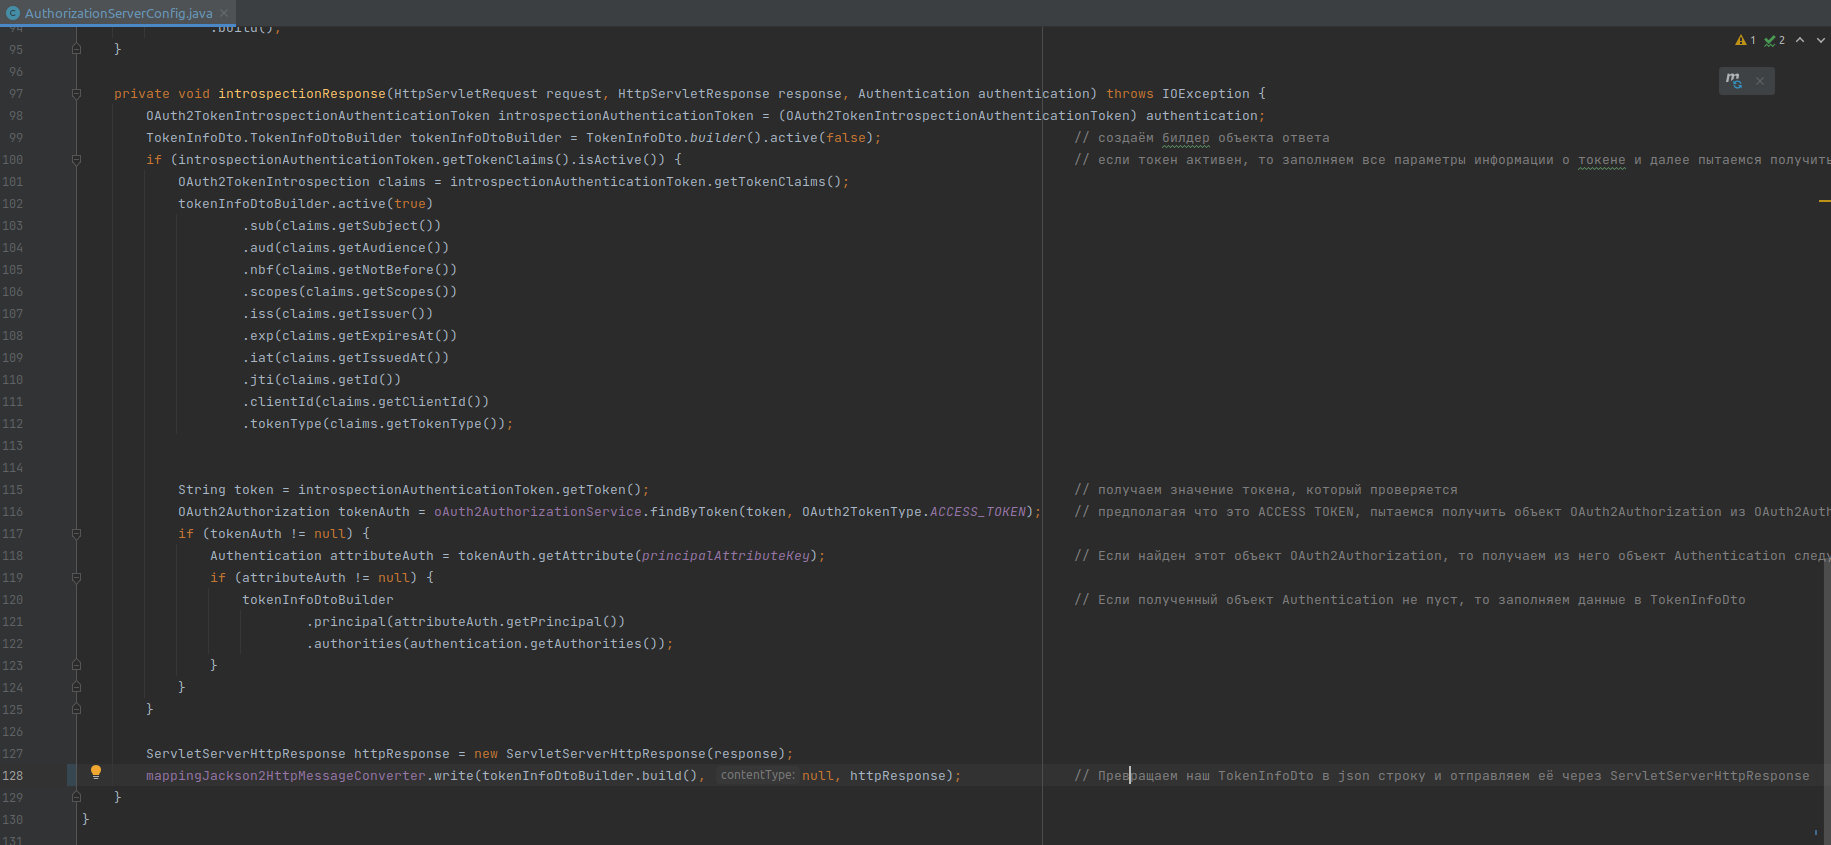 AuthorizationServerConfig.java
94 .build();
95 }
1 2
96
97 private void introspectionResponse(HttpServletRequest request, HttpServletResponse response, Authentication authentication) throws IOException {
98 OAuth2TokenIntrospectionAuthenticationToken introspectionAuthenticationToken = (OAuth2TokenIntrospectionAuthenticationToken) authentication;
99 TokenInfoDto.TokenInfoDtoBuilder tokenInfoDtoBuilder = TokenInfoDto.builder().active(false); // создаём билдер объекта ответа
100 if (introspectionAuthenticationToken.getTokenClaims().isActive()) { // если токен активен, то заполняем все параметры информации о токене и далее пытаемся получить
101 OAuth2TokenIntrospection claims = introspectionAuthenticationToken.getTokenClaims();
102 tokenInfoDtoBuilder.active(true)
103 .sub(claims.getSubject())
104 .aud(claims.getAudience())
105 .nbf(claims.getNotBefore())
106 .scopes(claims.getScopes())
107 .iss(claims.getIssuer())
108 .exp(claims.getExpiresAt())
109 .iat(claims.getIssuedAt())
110 .jti(claims.getId())
111 .clientId(claims.getClientId())
112 .tokenType(claims.getTokenType());
113
114
115 String token = introspectionAuthenticationToken.getToken(); // получаем значение токена, который проверяется
116 OAuth2Authorization tokenAuth = oAuth2AuthorizationService.findByToken(token, OAuth2TokenType.ACCESS_TOKEN); // предполагая что это ACCESS TOKEN, пытаемся получить объект OAuth2Authorization из OAuth2Auth
117 if (tokenAuth != null) {
118 Authentication attributeAuth = tokenAuth.getAttribute(principalAttributeKey); // Если найден этот объект OAuth2Authorization, то получаем из него объект Authentication следу
119 if (attributeAuth != null) {
120 tokenInfoDtoBuilder // Если полученный объект Authentication не пуст, то заполняем данные в TokenInfoDto
121 .principal(attributeAuth.getPrincipal())
122 .authorities(authentication.getAuthorities());
123 }
124 }
125 }
126
127 ServletServerHttpResponse httpResponse = new ServletServerHttpResponse(response);
128 mappingJackson2HttpMessageConverter.write(tokenInfoDtoBuilder.build(), contentType: null, httpResponse); // Превращаем наш TokenInfoDto в json строку и отправляем её через ServletServerHttpResponse
129 }
130 }
131